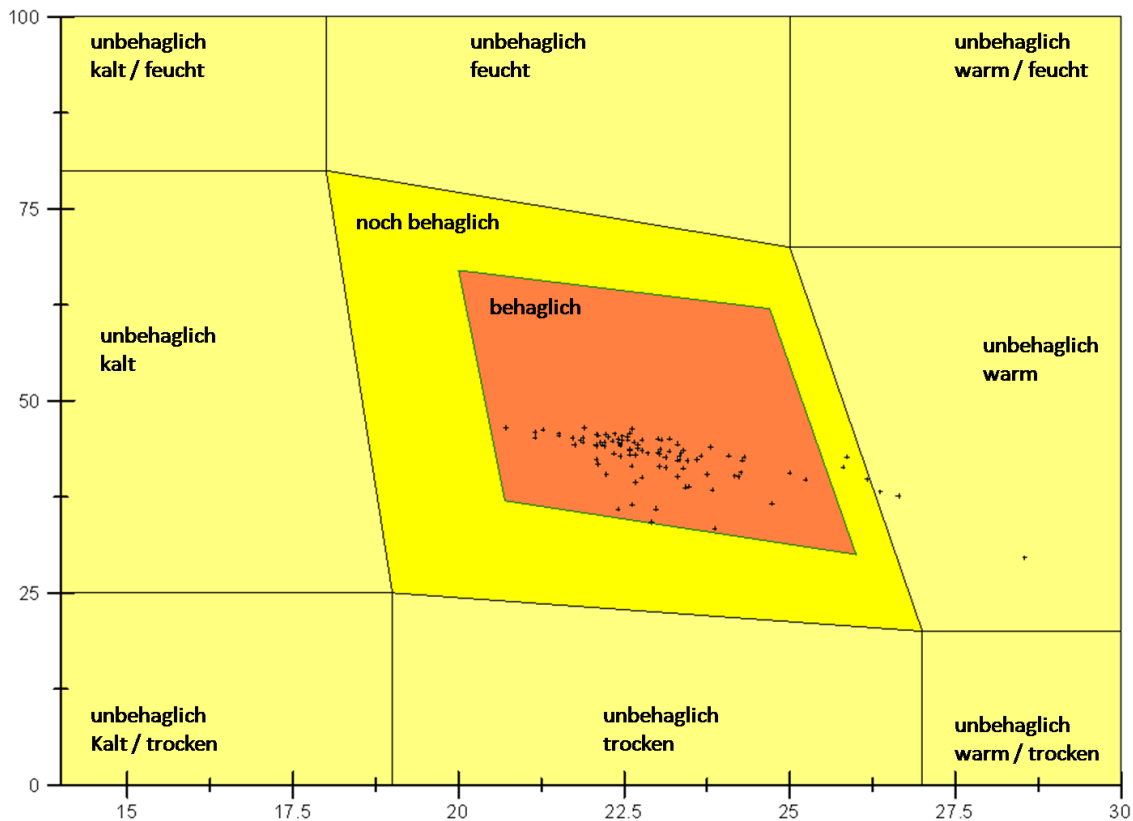 100
75
50
25
0
unbehaglich
kalt / feucht
unbehaglich
feucht
unbehaglich
warm / feucht
noch behaglich
behaglich
unbehaglich
kalt
unbehaglich
warm
unbehaglich
Kalt / trocken
unbehaglich
trocken
unbehaglich
warm / trocken
15 17.5 20 22.5 25 27.5 30